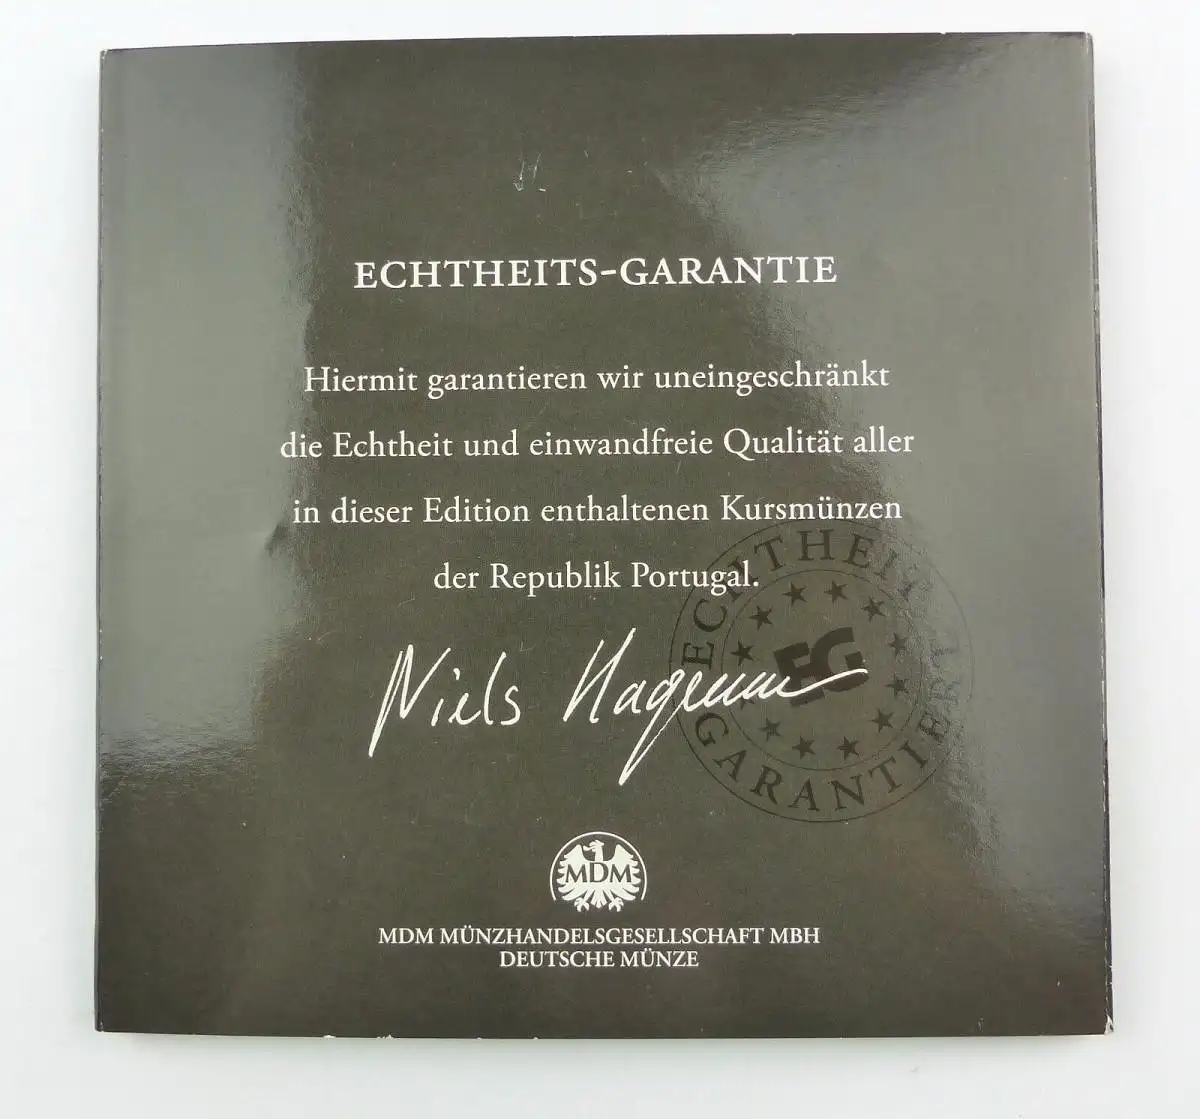 ECHTHEITS-GARANTIE
Hiermit garantieren wir uneingeschränkt
die Echtheit und einwandfreie Qualität aller
in dieser Edition enthaltenen Kursmünzen
der Republik Portugal.
ECHTHEIT
EG
GARANTIERT
Niels Hagemann
MDM
MDM MÜNZHANDELSGESELLSCHAFT MBH
DEUTSCHE MÜNZE